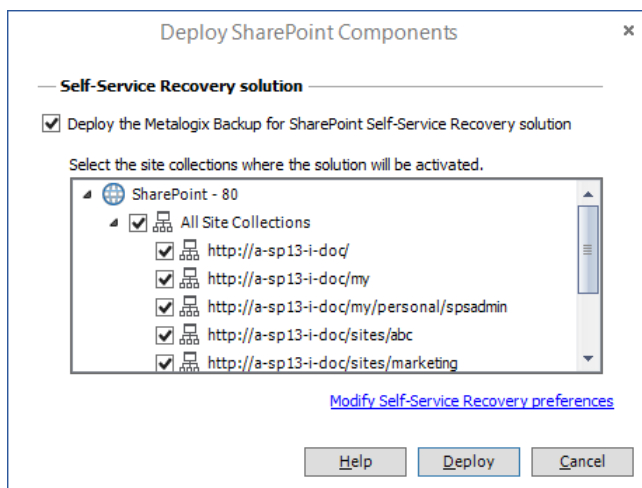 Deploy SharePoint Components
Self-Service Recovery solution
Deploy the Metalogix Backup for SharePoint Self-Service Recovery solution
Select the site collections where the solution will be activated.
SharePoint - 80
All Site Collections
http://a-sp13-i-doc/
http://a-sp13-i-doc/my
http://a-sp13-i-doc/my/personal/spsadmin
http://a-sp13-i-doc/sites/abc
http://a-sp13-i-doc/sites/marketing
Modify Self-Service Recovery preferences
Help Deploy Cancel